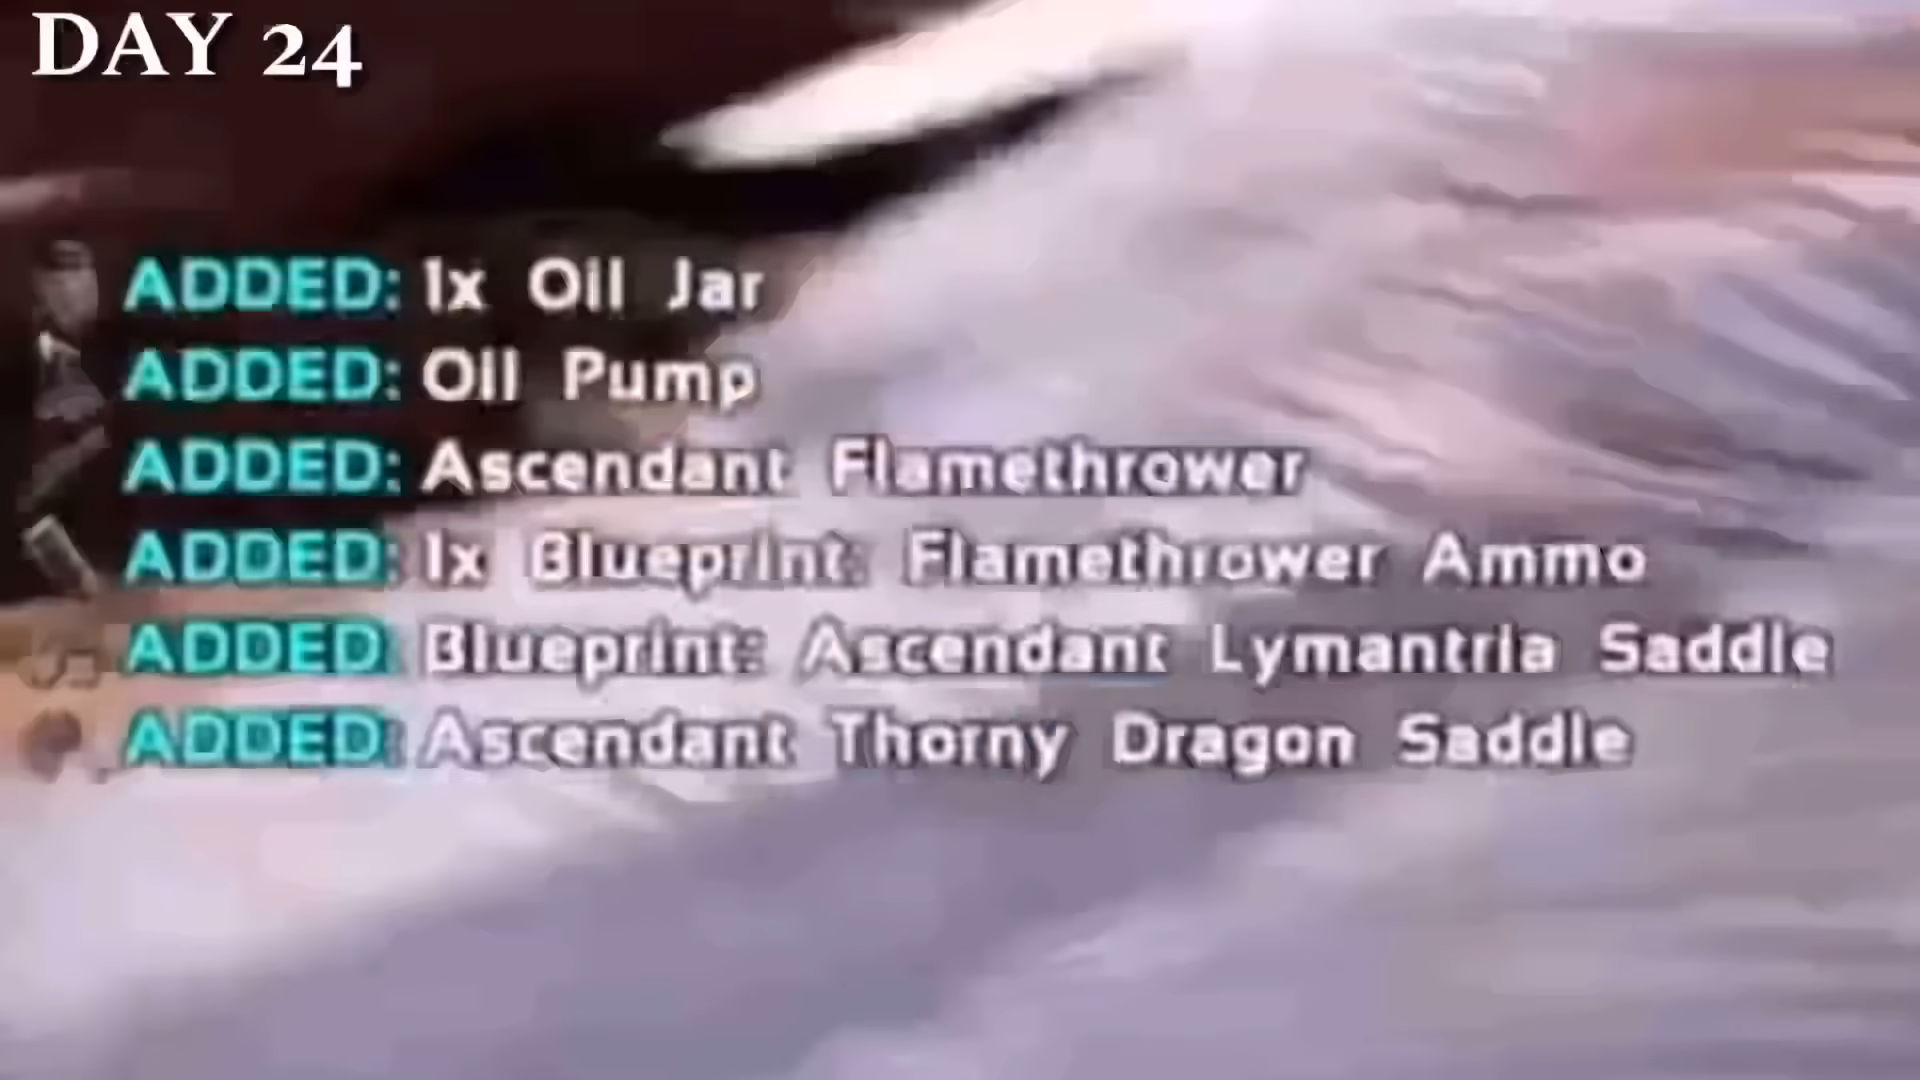 DAY 24
ADDED: 1x Oil Jar
ADDED: Oil Pump
ADDED: Ascendant Flamethrower
ADDED: 1x Blueprint: Flamethrower Ammo
ADDED: Blueprint: Ascendant Lymantria Saddle
ADDED: Ascendant Thorny Dragon Saddle